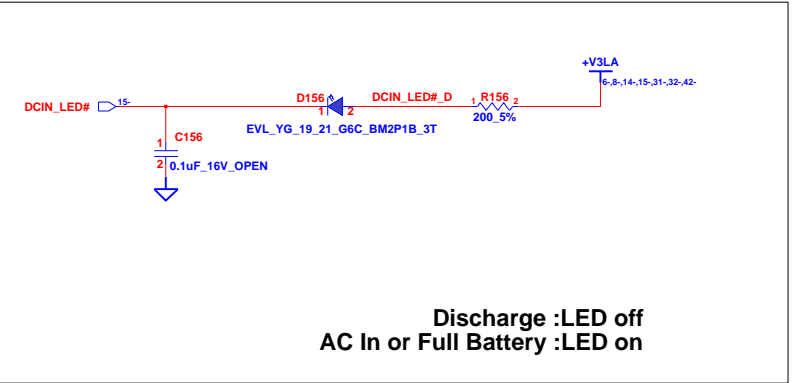 +V3LA
6-,8-,14-,15-,31-,32-,42-
DCIN_LED#
15-
D156
1
2
DCIN_LED#_D
1
R156
2
EVL_YG_19_21_G6C_BM2P1B_3T
200_5%
C156
1
2
0.1uF_16V_OPEN
Discharge :LED off
AC In or Full Battery :LED on